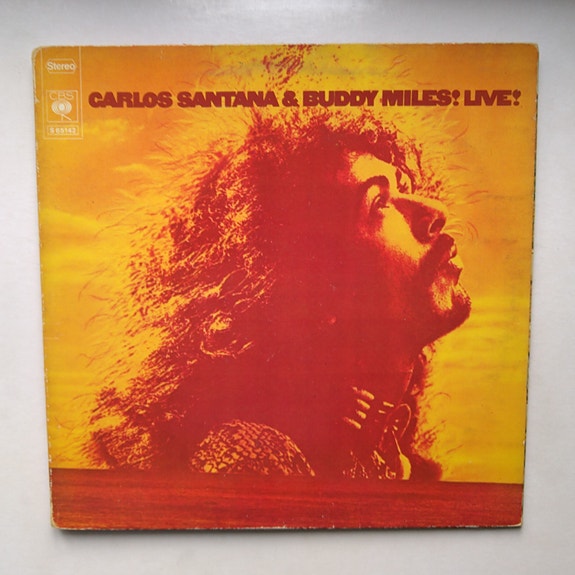 Stereo
CBS
S 65142
CARLOS SANTANA & BUDDY MILES! LIVE!